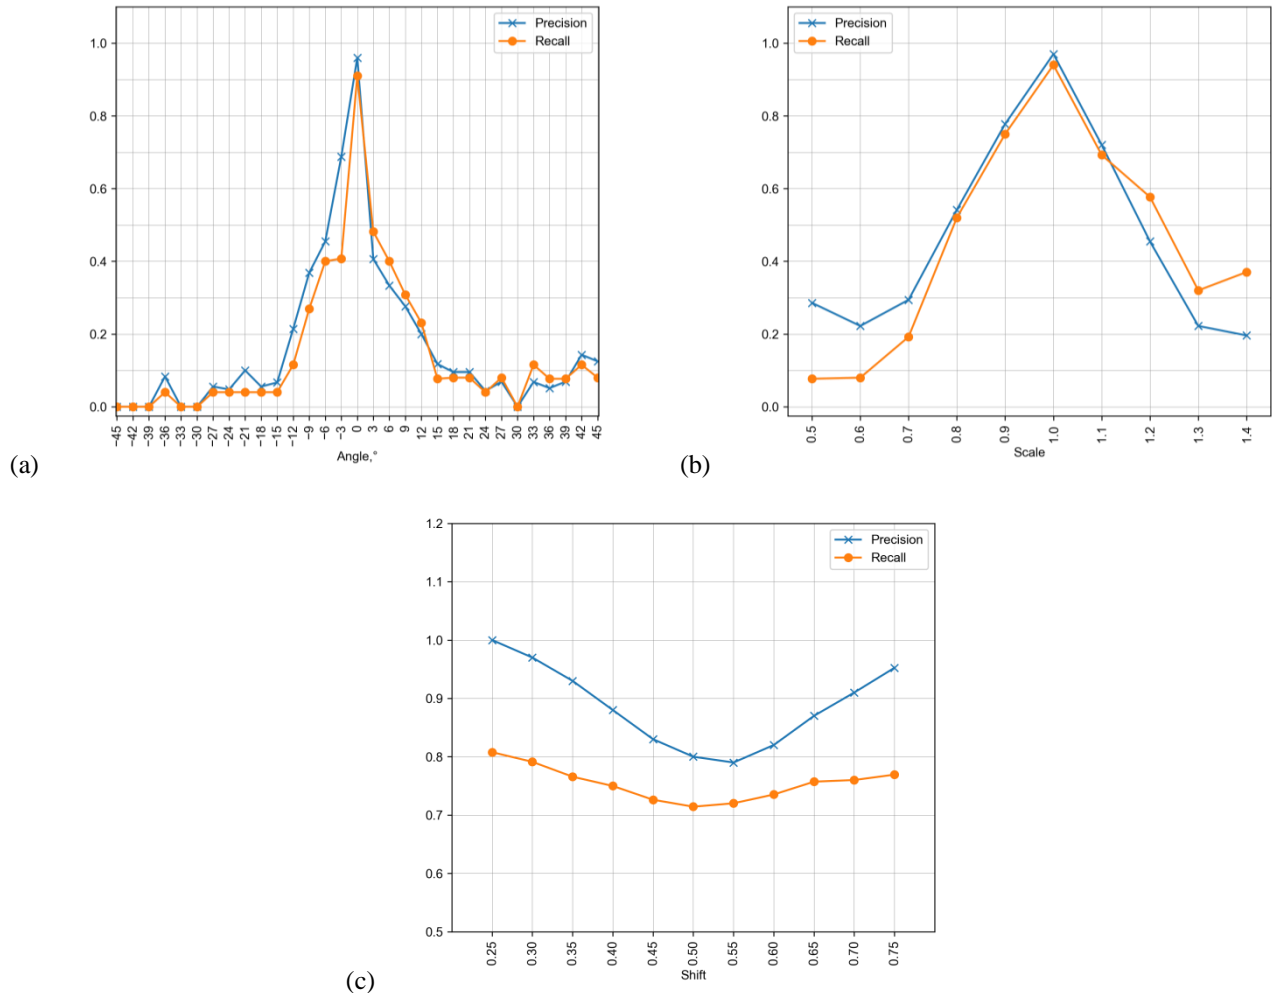 Precision
Recall
1.0
0.8
0.6
0.4
0.2
0.0
−45 −42 −39 −36 −33 −30 −27 −24 −21 −18 −15 −12 −9 −6 −3 0 3 6 9 12 15 18 21 24 27 30 33 36 39 42 45
Angle,°
(a)
Precision
Recall
1.0
0.8
0.6
0.4
0.2
0.0
0.5 0.6 0.7 0.8 0.9 1.0 1.1 1.2 1.3 1.4
Scale
(b)
1.2
Precision
Recall
1.1
1.0
0.9
0.8
0.7
0.6
0.5
0.25 0.30 0.35 0.40 0.45 0.50 0.55 0.60 0.65 0.70 0.75
Shift
(c)